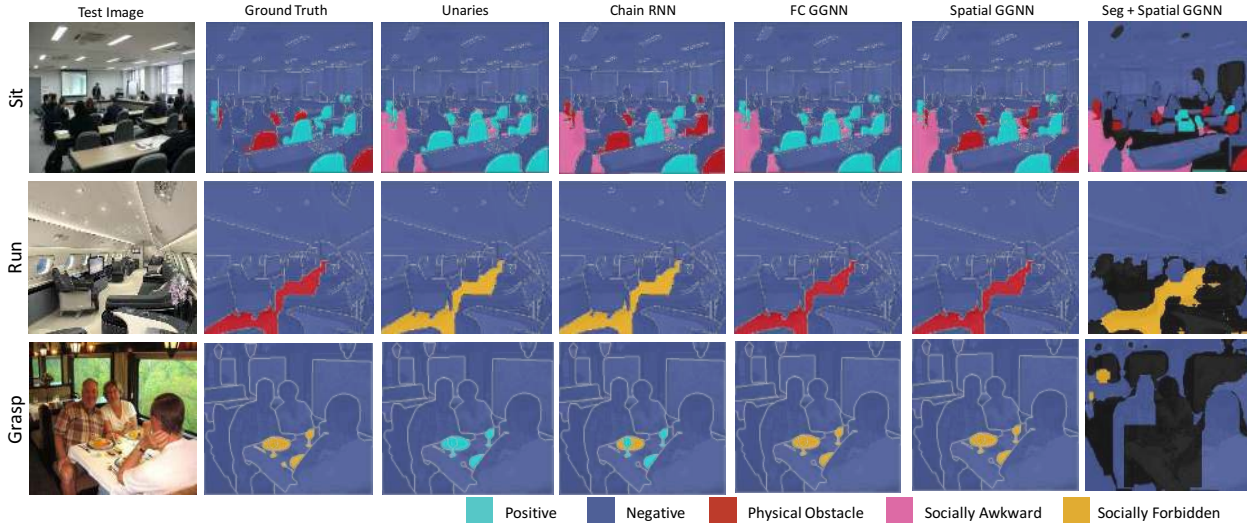 Test Image Ground Truth Unaries Chain RNN FC GGNN Spatial GGNN Seg + Spatial GGNN
Sit
Run
Grasp
Positive Negative Physical Obstacle Socially Awkward Socially Forbidden